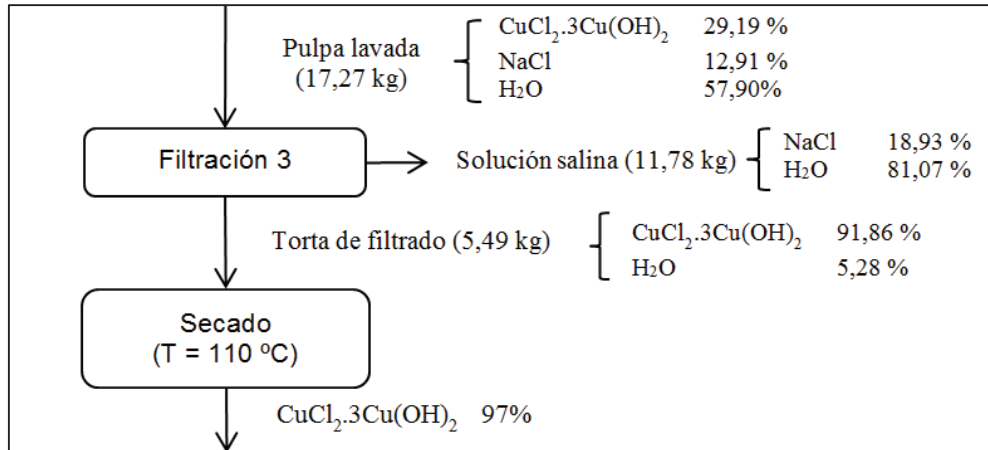 Pulpa lavada
(17,27 kg)
CuCl₂.3Cu(OH)₂ 29,19 %
NaCl 12,91 %
H₂O 57,90%
Filtración 3
Solución salina (11,78 kg)
NaCl 18,93 %
H₂O 81,07 %
Torta de filtrado (5,49 kg)
CuCl₂.3Cu(OH)₂ 91,86 %
H₂O 5,28 %
Secado
(T = 110 ºC)
CuCl₂.3Cu(OH)₂ 97%